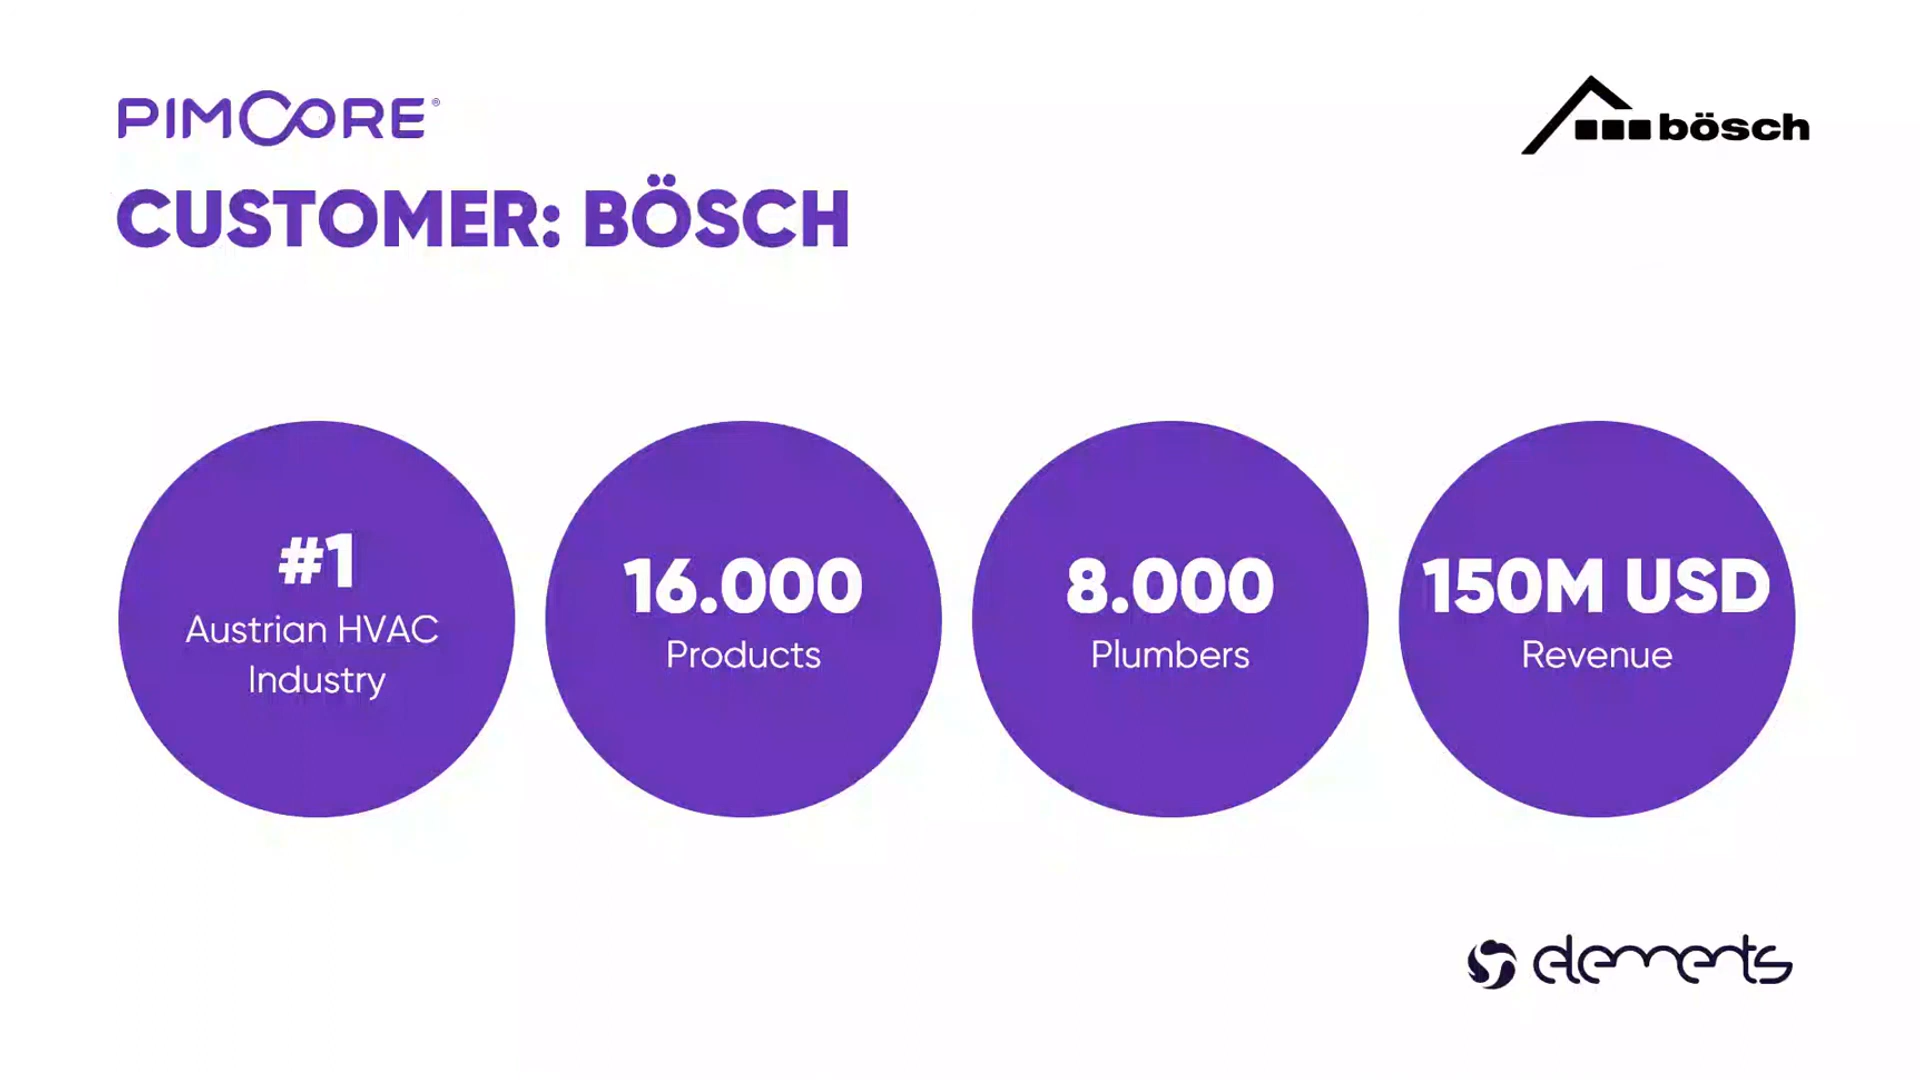 PIMCORE®
bösch
CUSTOMER: BÖSCH
#1
Austrian HVAC
Industry
16.000
Products
8.000
Plumbers
150M USD
Revenue
elements